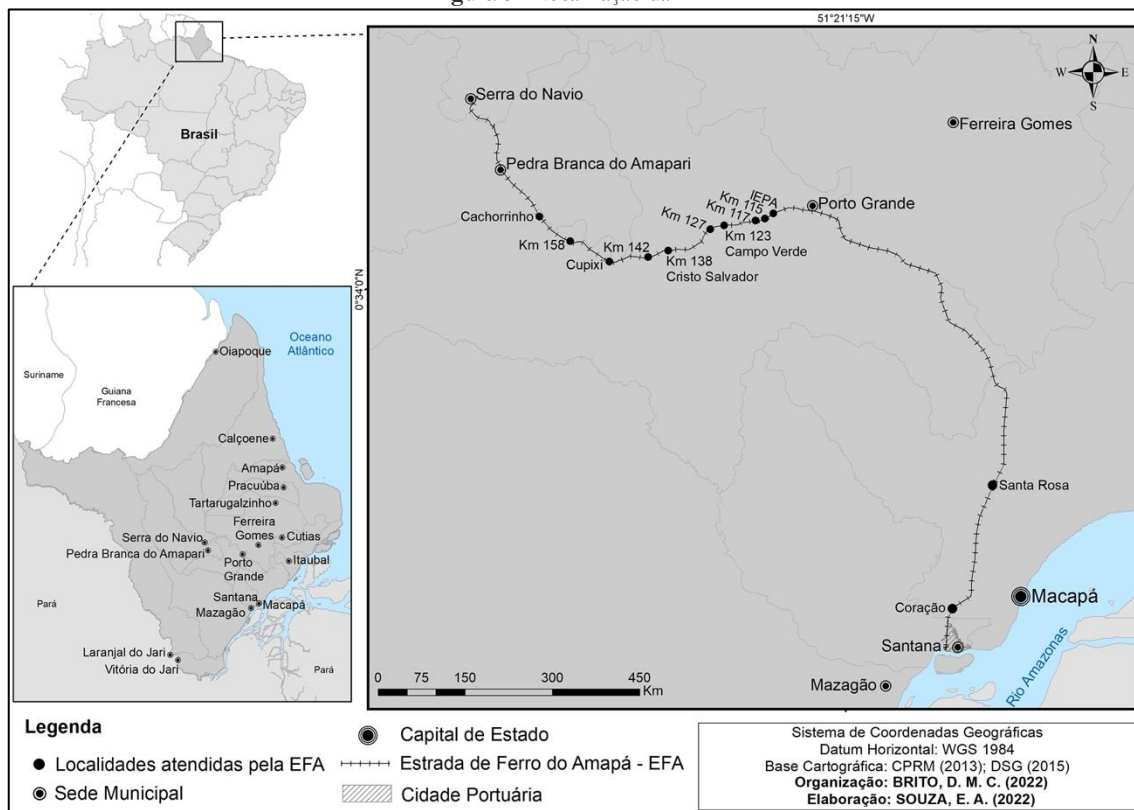 51°21'15"W
0°34'0"N
Brasil
N
W
E
S
Serra do Navio
Ferreira Gomes
Pedra Branca do Amapari
Cachorrinho
Km 158
Cupixi
Km 142
Km 138
Cristo Salvador
Km 127
Km 123
Campo Verde
Km 117
Km 115
IEPA
Porto Grande
Santa Rosa
Macapá
Coração
Santana
Mazagão
Rio Amazonas
0 75 150 300 450
Km
Oceano
Atlântico
Suriname
Guiana
Francesa
Oiapoque
Calçoene
Amapá
Pracuúba
Tartarugalzinho
Ferreira
Gomes
Cutias
Serra do Navio
Pedra Branca do Amapari
Porto
Grande
Itaubal
Santana
Macapá
Mazagão
Pará
Laranjal do Jari
Vitória do Jari
Pará
Legenda
Localidades atendidas pela EFA
Sede Municipal
Capital de Estado
Estrada de Ferro do Amapá - EFA
Cidade Portuária
Sistema de Coordenadas Geográficas
Datum Horizontal: WGS 1984
Base Cartográfica: CPRM (2013); DSG (2015)
Organização: BRITO, D. M. C. (2022)
Elaboração: SOUZA, E. A. (2022)